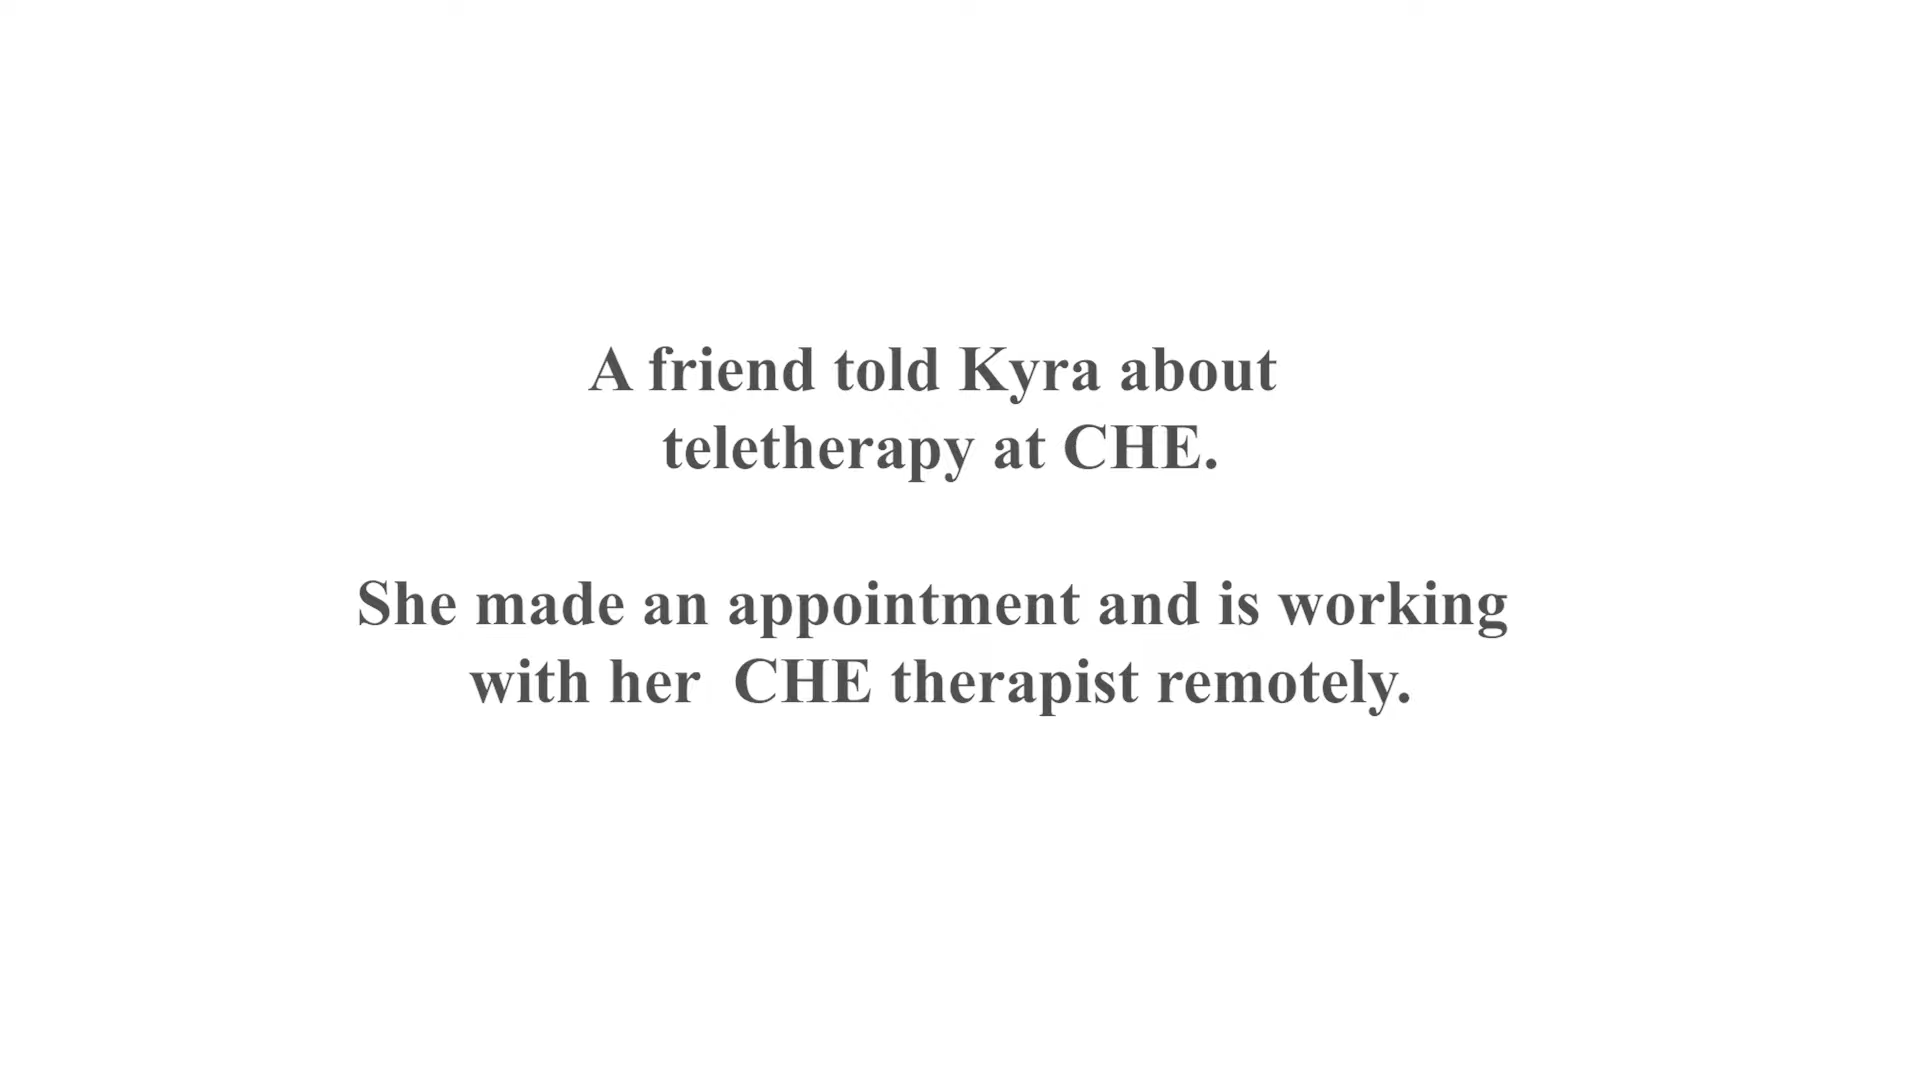 A friend told Kyra about
teletherapy at CHE.
She made an appointment and is working
with her  CHE therapist remotely.